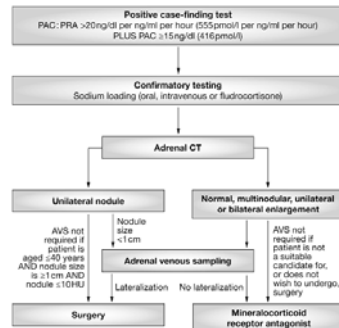 Positive case-finding test
PAC: PRA >20ng/dl per ng/ml per hour (555pmol/l per ng/ml per hour)
PLUS PAC ≥15ng/dl (416pmol/l)
Confirmatory testing
Sodium loading (oral, intravenous or fludrocortisone)
Adrenal CT
Unilateral nodule
Normal, multinodular, unilateral
or bilateral enlargement
AVS not
required if
patient is
aged ≤40 years
AND nodule size
is ≥1cm AND
nodule ≤10HU
Nodule
size
<1cm
AVS not
required if
patient is not
a suitable
candidate for,
or does not
wish to undergo,
surgery
Adrenal venous sampling
Lateralization
No lateralization
Surgery
Mineralocorticoid
receptor antagonist